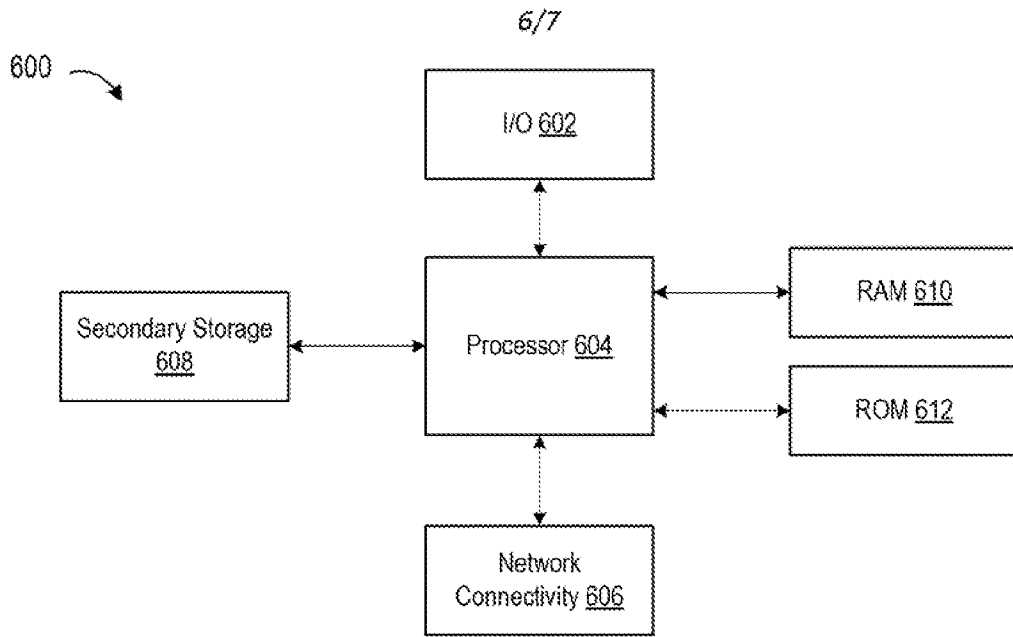 6/7
600
I/O 602
Secondary Storage
608
Processor 604
RAM 610
ROM 612
Network
Connectivity 606